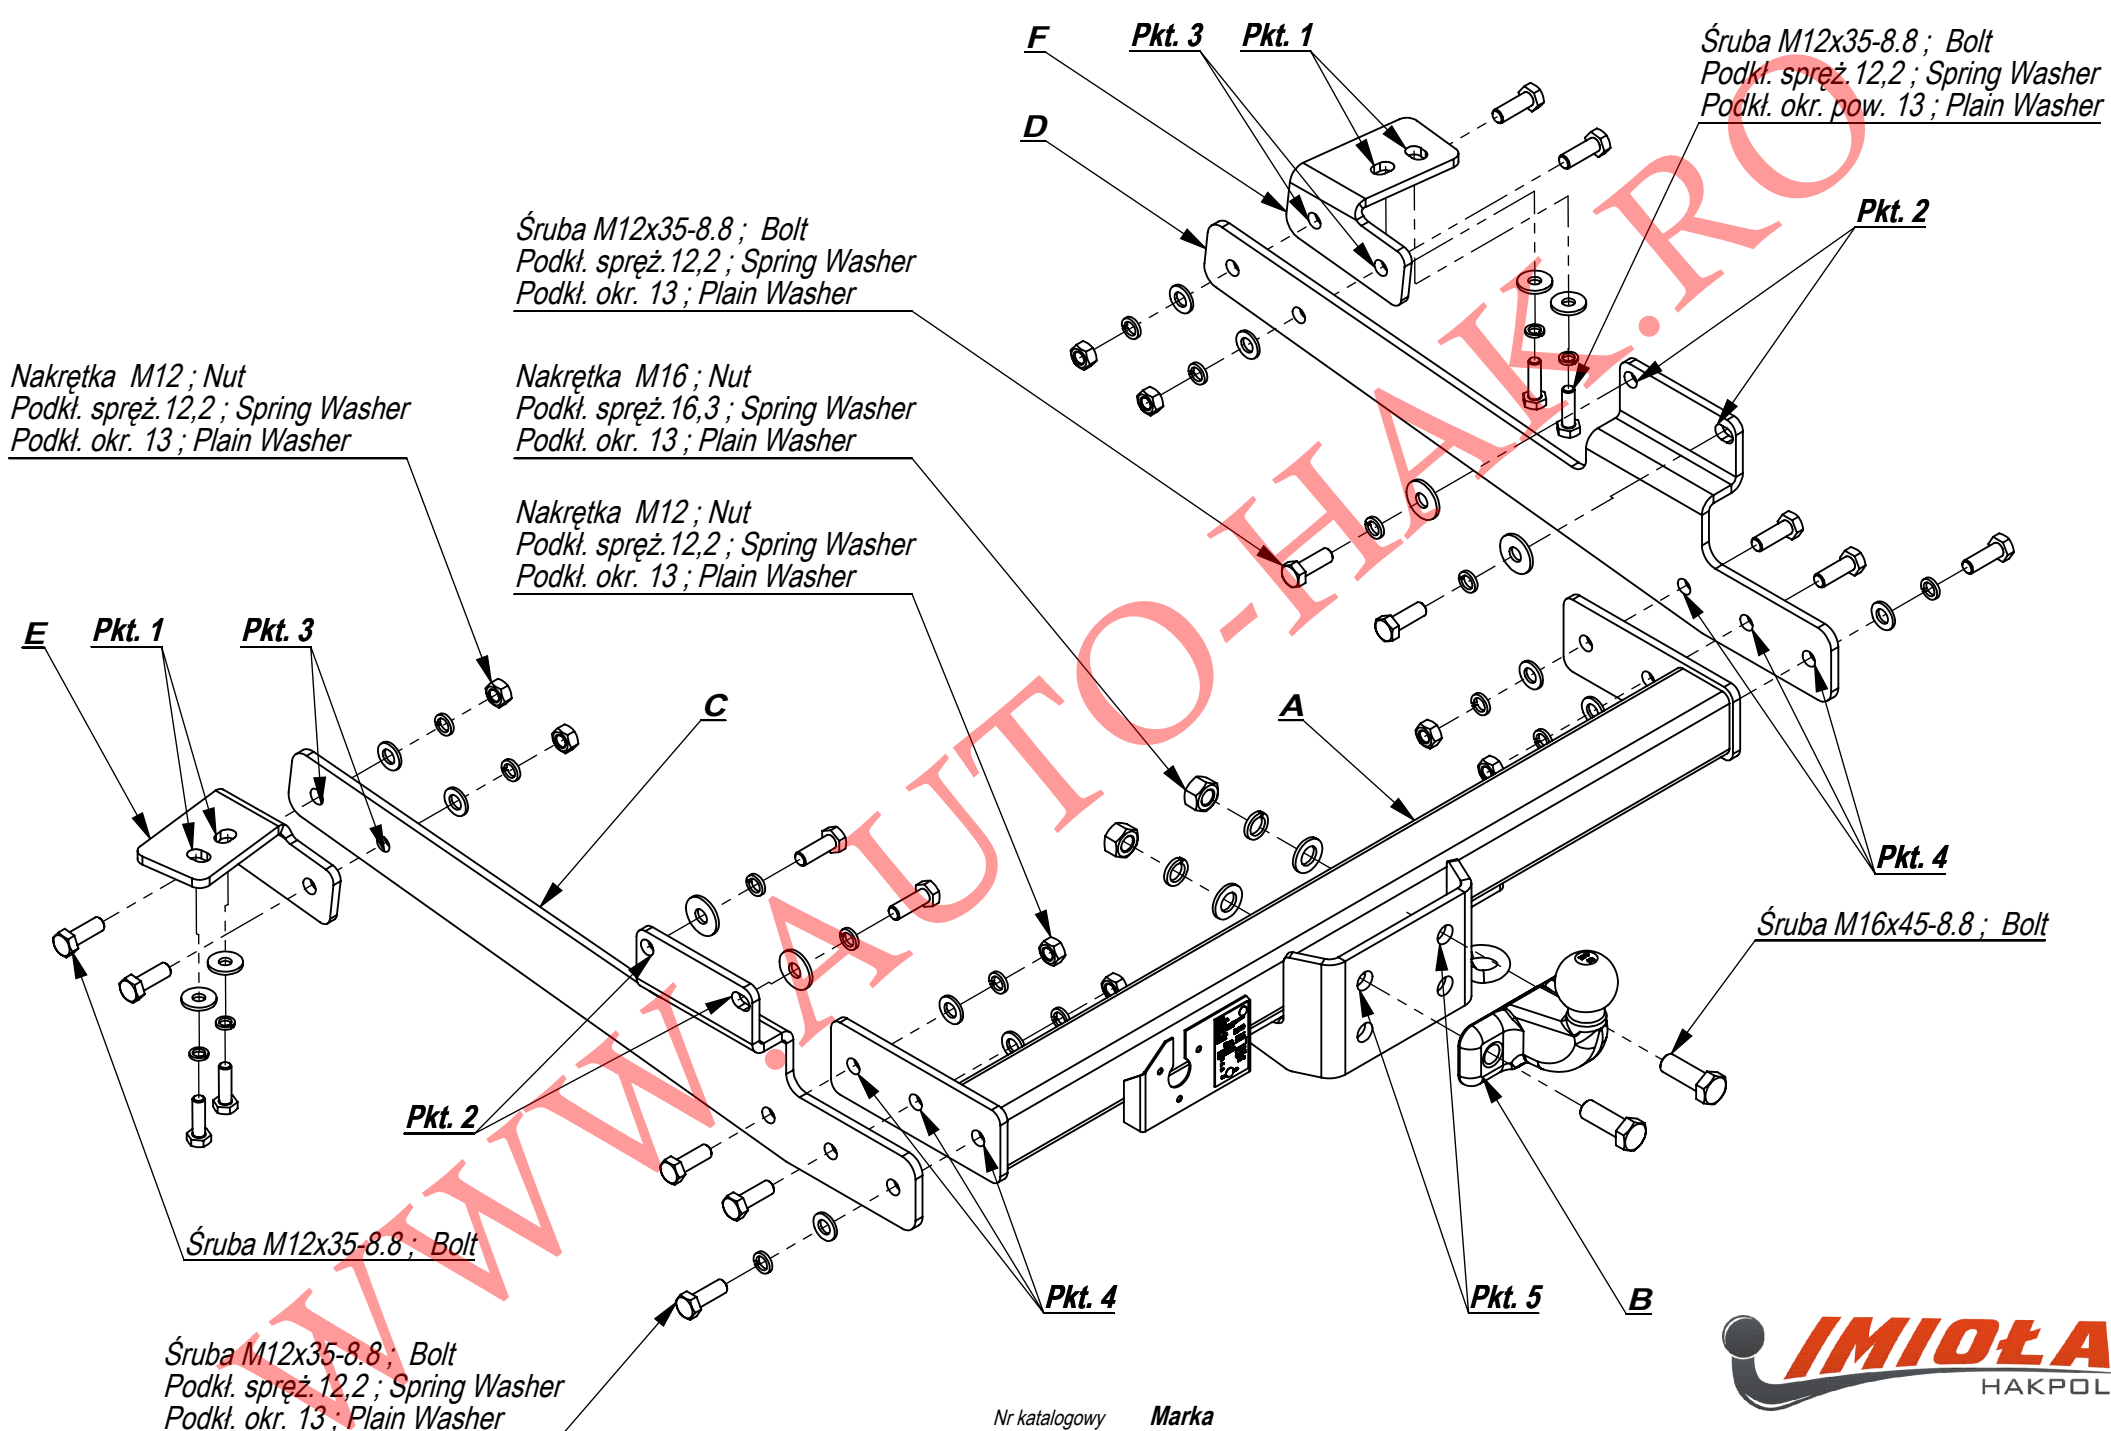 F
Pkt. 3
Pkt. 1
Śruba M12x35-8.8 ; Bolt
Podkł. spręż.12,2 ; Spring Washer
Podkł. okr. pow. 13 ; Plain Washer
D
Pkt. 2
Śruba M12x35-8.8 ; Bolt
Podkł. spręż.12,2 ; Spring Washer
Podkł. okr. 13 ; Plain Washer
Nakrętka M12 ; Nut
Podkł. spręż.12,2 ; Spring Washer
Podkł. okr. 13 ; Plain Washer
Nakrętka M16 ; Nut
Podkł. spręż.16,3 ; Spring Washer
Podkł. okr. 13 ; Plain Washer
Nakrętka M12 ; Nut
Podkł. spręż.12,2 ; Spring Washer
Podkł. okr. 13 ; Plain Washer
E
Pkt. 1
Pkt. 3
C
A
Pkt. 4
Śruba M16x45-8.8 ; Bolt
Pkt. 2
Śruba M12x35-8.8 ; Bolt
Pkt. 4
Pkt. 5
B
Śruba M12x35-8.8 ; Bolt
Podkł. spręż.12,2 ; Spring Washer
Podkł. okr. 13 ; Plain Washer
Nr katalogowy Marka
IMIOŁA
HAKPOL
WWW.AUTO-HAK.RO